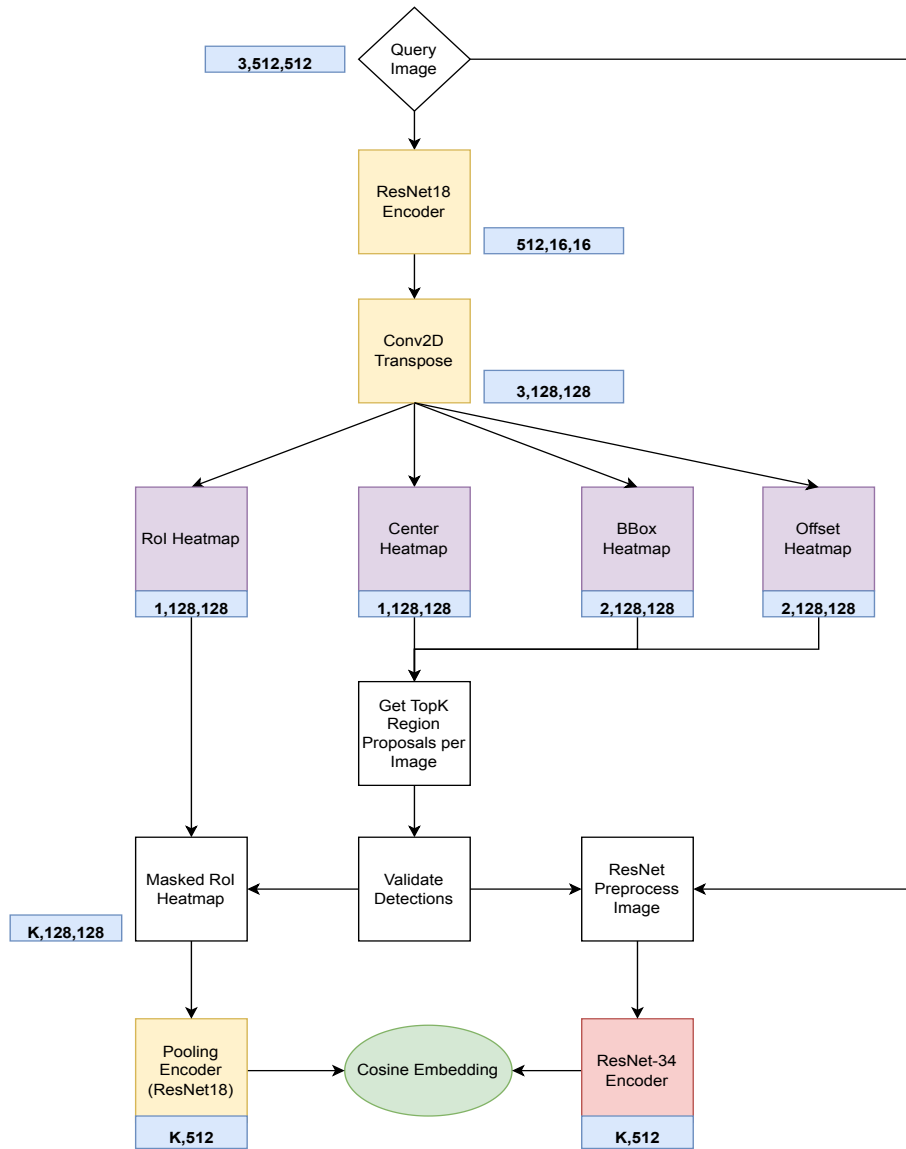 Query
Image
3,512,512
ResNet18
Encoder
512,16,16
Conv2D
Transpose
3,128,128
RoI Heatmap
1,128,128
Center
Heatmap
1,128,128
BBox
Heatmap
2,128,128
Offset
Heatmap
2,128,128
Get TopK
Region
Proposals per
Image
Masked RoI
Heatmap
K,128,128
Validate
Detections
ResNet
Preprocess
Image
Pooling
Encoder
(ResNet18)
K,512
Cosine Embedding
ResNet-34
Encoder
K,512